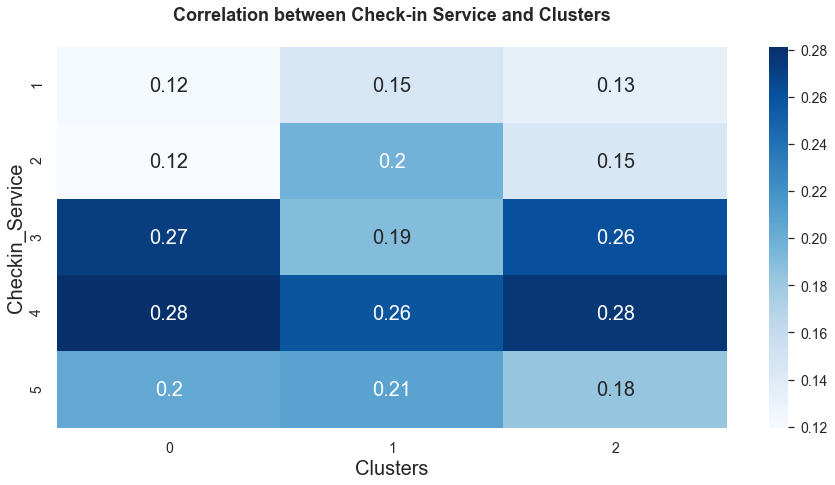 Correlation between Check-in Service and Clusters
Checkin_Service
1 0.12 0.15 0.13
2 0.12 0.2 0.15
3 0.27 0.19 0.26
4 0.28 0.26 0.28
5 0.2 0.21 0.18
0 1 2
Clusters
0.28
0.26
0.24
0.22
0.20
0.18
0.16
0.14
0.12